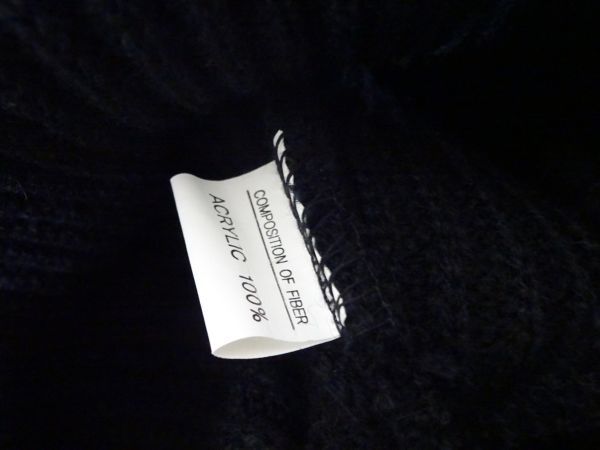 COMPOSITION OF FIBER
ACRYLIC 100%